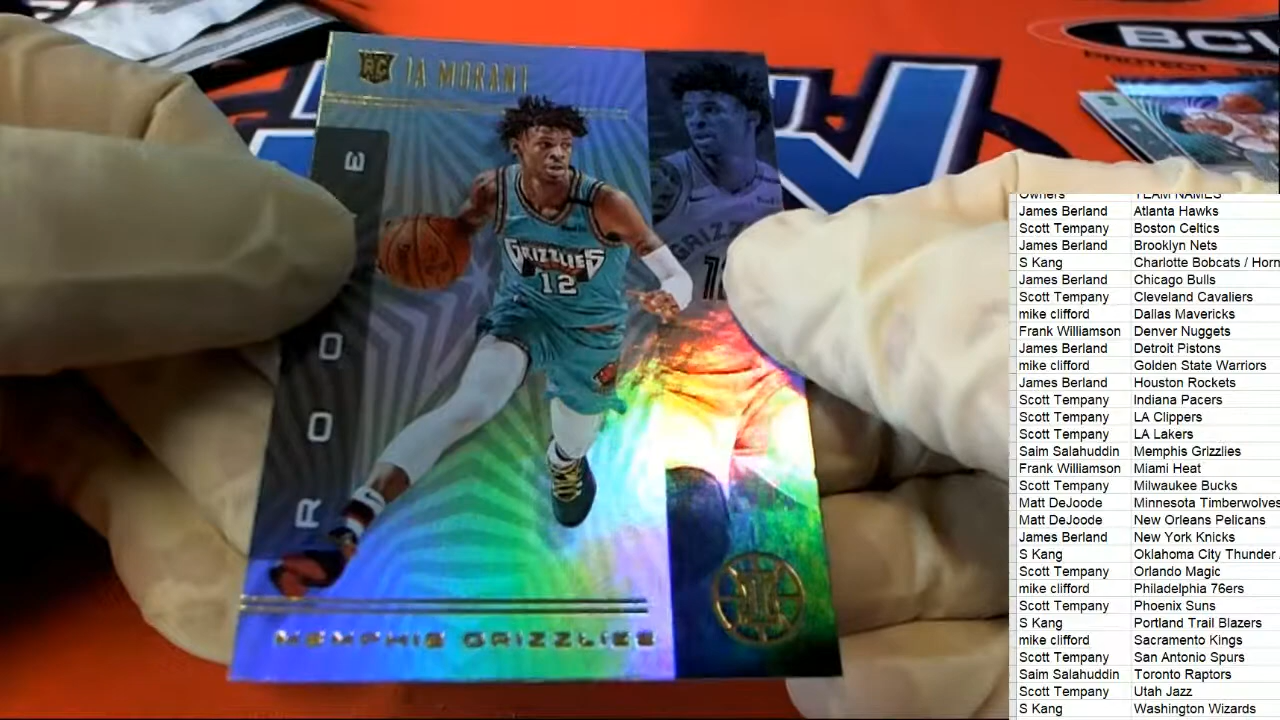 RC JA MORANT
ROOKIE
GRIZZLIES
12
GRIZZ
BCW
PROTECT
Owners TEAM NAMES
James Berland Atlanta Hawks
Scott Tempany Boston Celtics
James Berland Brooklyn Nets
S Kang Charlotte Bobcats / Horn
James Berland Chicago Bulls
Scott Tempany Cleveland Cavaliers
mike clifford Dallas Mavericks
Frank Williamson Denver Nuggets
James Berland Detroit Pistons
mike clifford Golden State Warriors
James Berland Houston Rockets
Scott Tempany Indiana Pacers
Scott Tempany LA Clippers
Scott Tempany LA Lakers
Saim Salahuddin Memphis Grizzlies
Frank Williamson Miami Heat
Scott Tempany Milwaukee Bucks
Matt DeJoode Minnesota Timberwolves
Matt DeJoode New Orleans Pelicans
James Berland New York Knicks
S Kang Oklahoma City Thunder
Scott Tempany Orlando Magic
mike clifford Philadelphia 76ers
Scott Tempany Phoenix Suns
S Kang Portland Trail Blazers
mike clifford Sacramento Kings
Scott Tempany San Antonio Spurs
Saim Salahuddin Toronto Raptors
Scott Tempany Utah Jazz
S Kang Washington Wizards